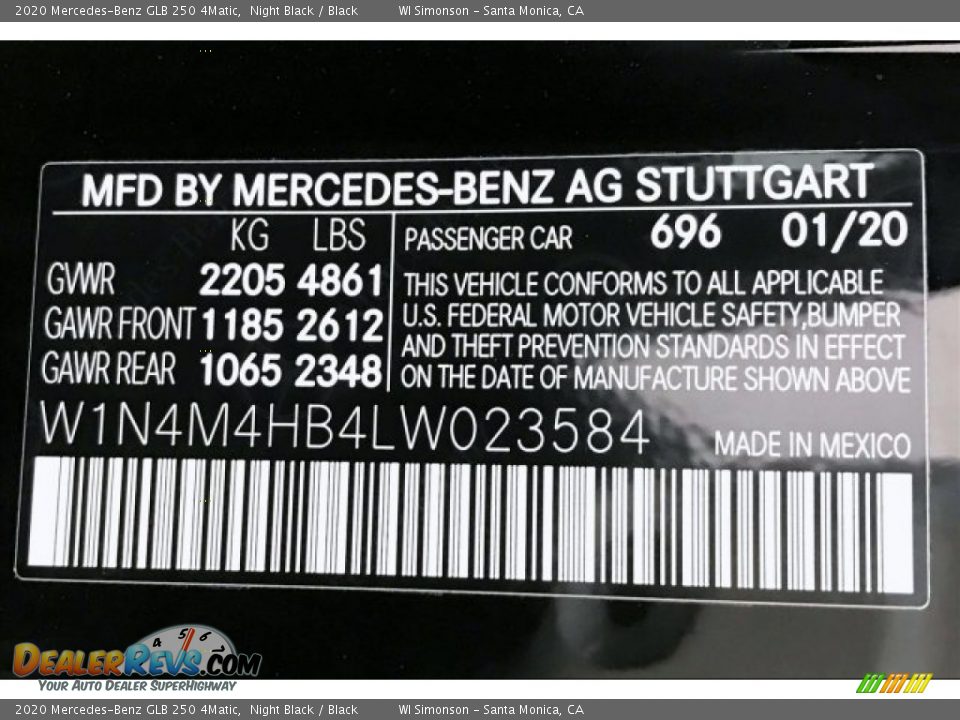 2020 Mercedes-Benz GLB 250 4Matic, Night Black / Black WI Simonson - Santa Monica, CA
MFD BY MERCEDES-BENZ AG STUTTGART
KG LBS
GVWR 2205 4861
GAWR FRONT 1185 2612
GAWR REAR 1065 2348
PASSENGER CAR 696 01/20
THIS VEHICLE CONFORMS TO ALL APPLICABLE
U.S. FEDERAL MOTOR VEHICLE SAFETY,BUMPER
AND THEFT PREVENTION STANDARDS IN EFFECT
ON THE DATE OF MANUFACTURE SHOWN ABOVE
W1N4M4HB4LW023584 MADE IN MEXICO
4 5 6
DEALERREVS.COM
YOUR AUTO DEALER SUPERHIGHWAY
2020 Mercedes-Benz GLB 250 4Matic, Night Black / Black WI Simonson - Santa Monica, CA